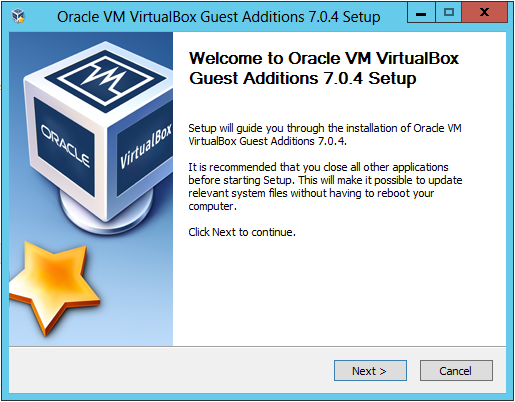 Oracle VM VirtualBox Guest Additions 7.0.4 Setup
Welcome to Oracle VM VirtualBox
Guest Additions 7.0.4 Setup
ORACLE
VirtualBox
Setup will guide you through the installation of Oracle VM
VirtualBox Guest Additions 7.0.4.
It is recommended that you close all other applications
before starting Setup. This will make it possible to update
relevant system files without having to reboot your
computer.
Click Next to continue.
Next >
Cancel